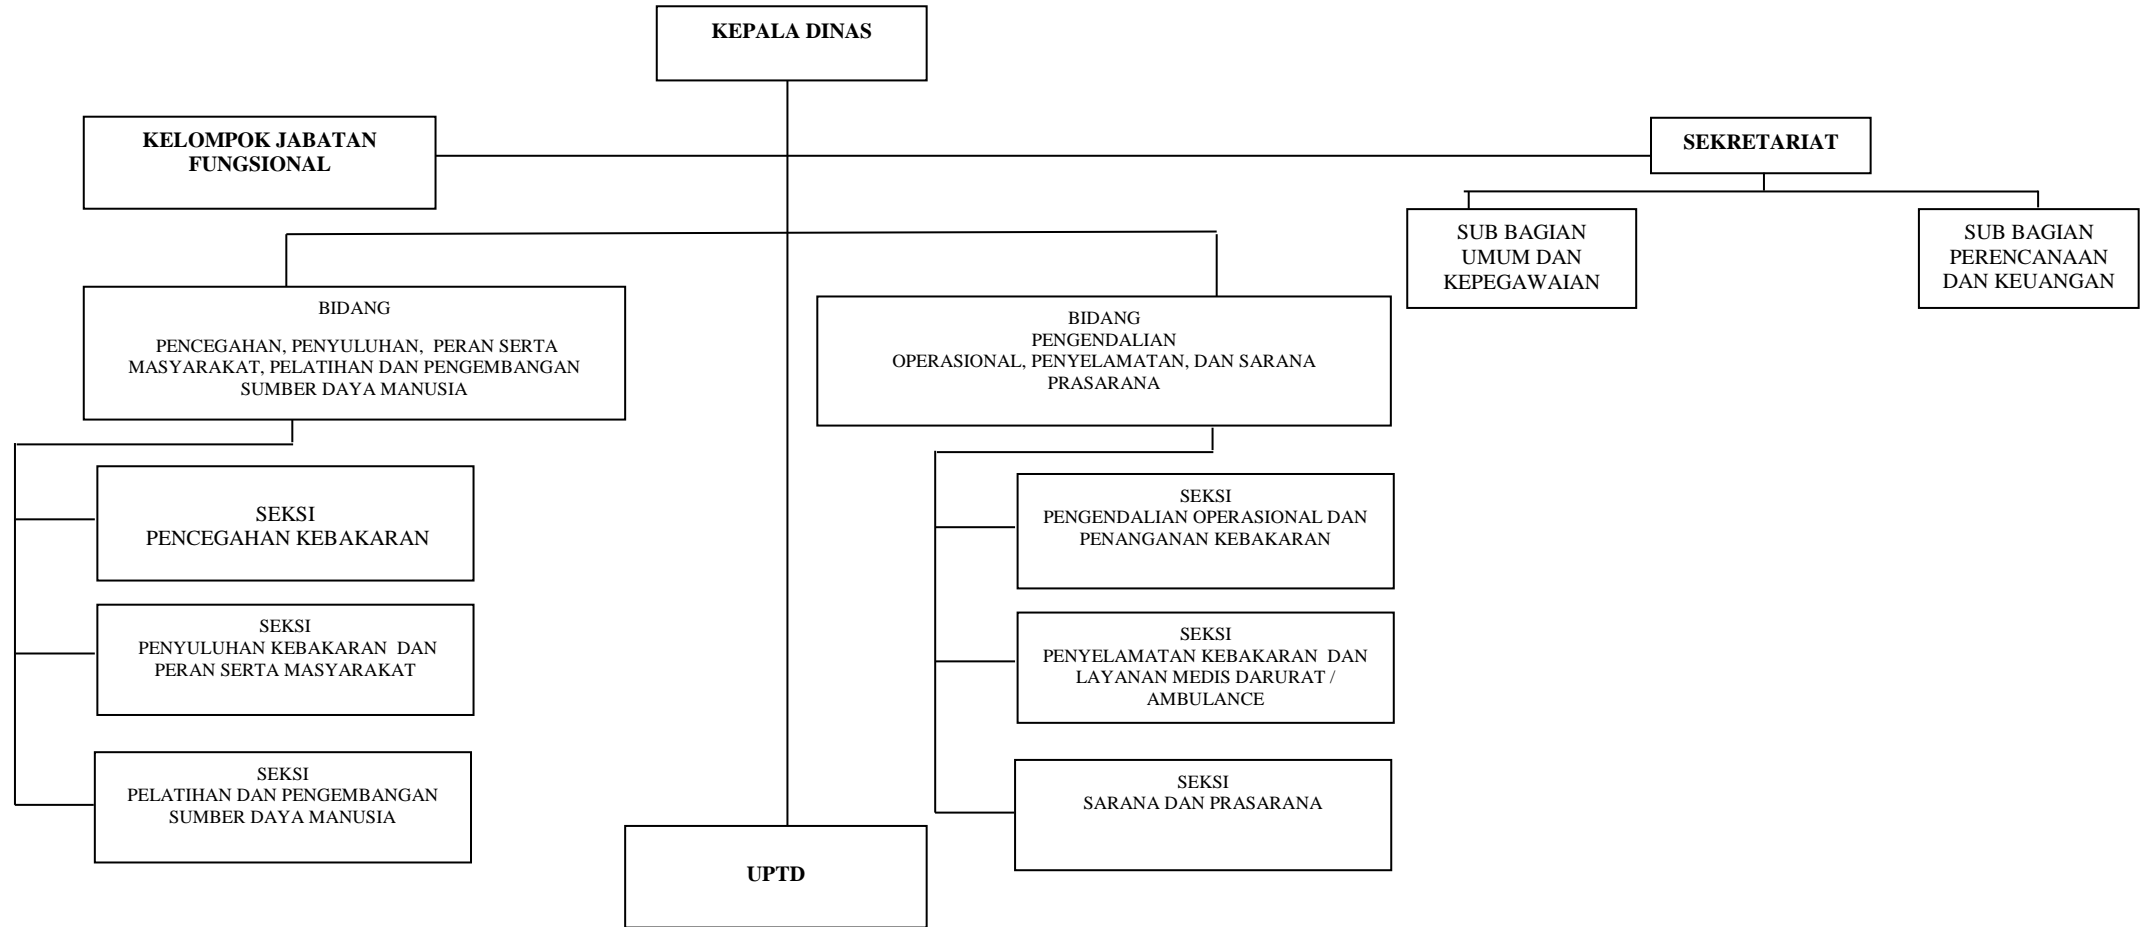 KEPALA DINAS
KELOMPOK JABATAN
FUNGSIONAL
SEKRETARIAT
SUB BAGIAN
UMUM DAN
KEPEGAWAIAN
SUB BAGIAN
PERENCANAAN
DAN KEUANGAN
BIDANG
PENCEGAHAN, PENYULUHAN, PERAN SERTA
MASYARAKAT, PELATIHAN DAN PENGEMBANGAN
SUMBER DAYA MANUSIA
BIDANG
PENGENDALIAN
OPERASIONAL, PENYELAMATAN, DAN SARANA
PRASARANA
SEKSI
PENCEGAHAN KEBAKARAN
SEKSI
PENYULUHAN KEBAKARAN DAN
PERAN SERTA MASYARAKAT
SEKSI
PELATIHAN DAN PENGEMBANGAN
SUMBER DAYA MANUSIA
SEKSI
PENGENDALIAN OPERASIONAL DAN
PENANGANAN KEBAKARAN
SEKSI
PENYELAMATAN KEBAKARAN DAN
LAYANAN MEDIS DARURAT /
AMBULANCE
SEKSI
SARANA DAN PRASARANA
UPTD